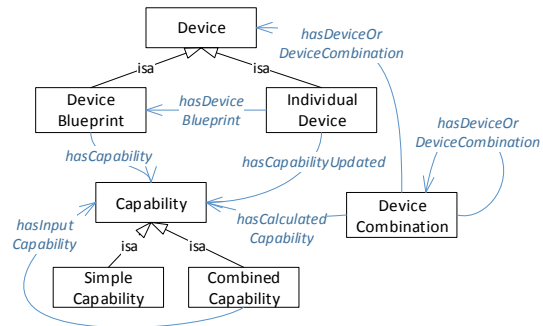 Device
hasDeviceOr
DeviceCombination
isa
isa
Device
Blueprint
hasDevice
Blueprint
Individual
Device
hasDeviceOr
DeviceCombination
hasCapability
hasCapabilityUpdated
Capability
hasCalculated
Capability
Device
Combination
hasInput
Capability
isa
isa
Simple
Capability
Combined
Capability